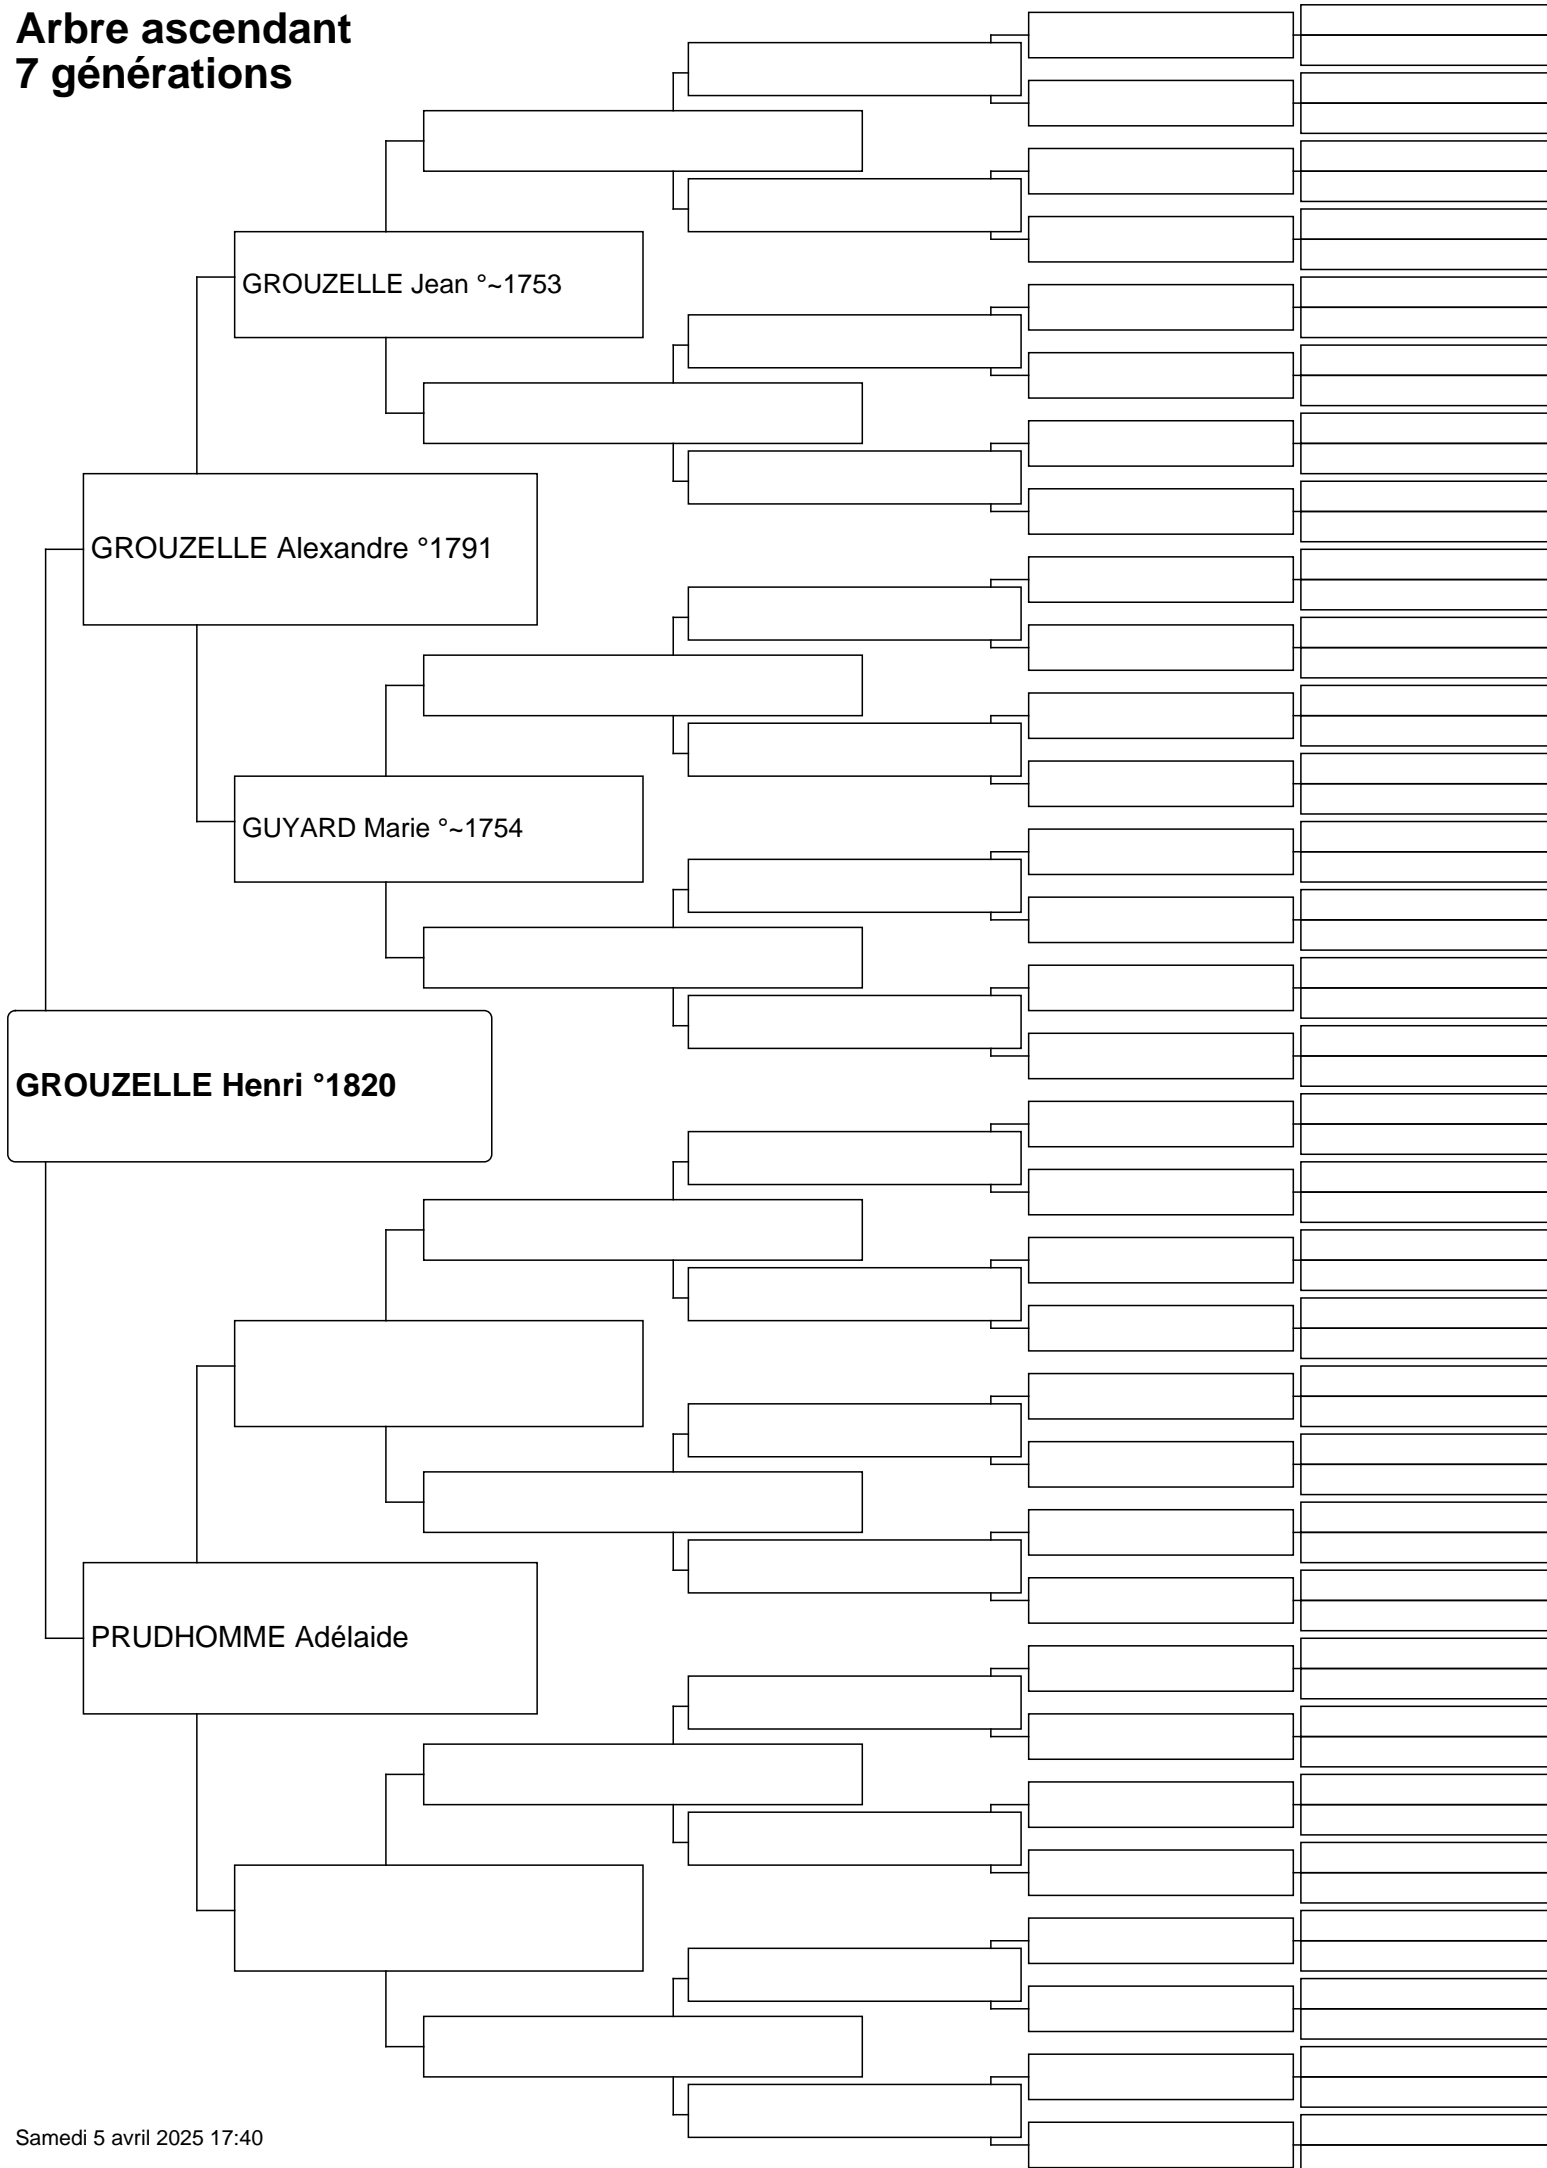 Arbre ascendant
7 générations
GROUZELLE Jean °~1753
GROUZELLE Alexandre °1791
GUYARD Marie °~1754
GROUZELLE Henri °1820
PRUDHOMME Adélaide
Samedi 5 avril 2025 17:40